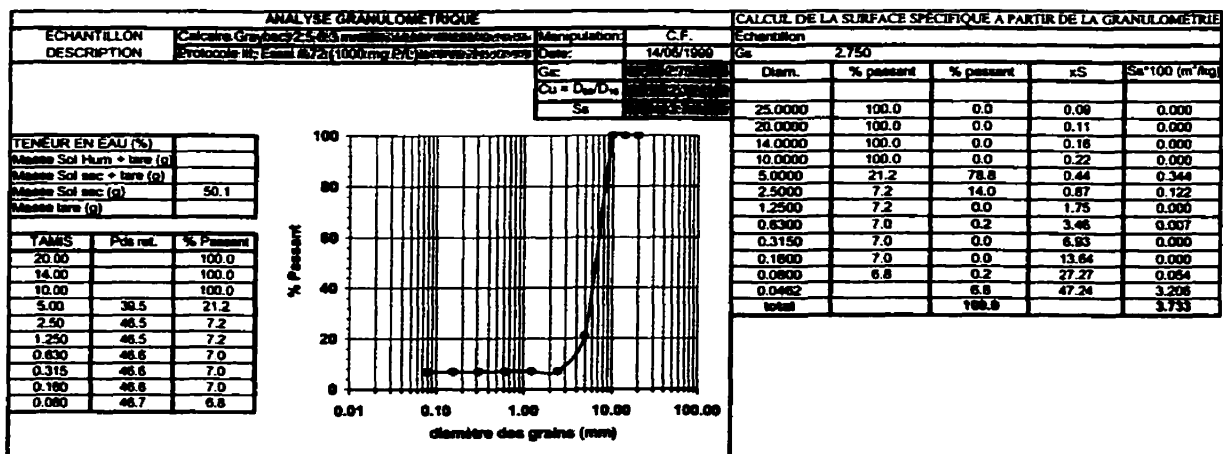 ANALYSE GRANULOMETRIQUE
ECHANTILLON Calcaire Graybec
Manipulation: C.F.
DESCRIPTION Protocole III; Essai (1000 mg P/L)
Date: 14/06/1999
Gs:
Cu = D60/D10
Ss
TENEUR EN EAU (%)
Masse Sol Hum + tare (g)
Masse Sol sec + tare (g)
Masse Sol sec (g) 50.1
Masse tare (g)
TAMIS Pds ret. % Passant
20.00 100.0
14.00 100.0
10.00 100.0
5.00 39.5 21.2
2.50 46.5 7.2
1.250 46.5 7.2
0.630 46.6 7.0
0.315 46.6 7.0
0.160 46.6 7.0
0.080 46.7 6.8
% Passant
100
80
60
40
20
0
0.01 0.10 1.00 10.00 100.00
diamètre des grains (mm)
CALCUL DE LA SURFACE SPÉCIFIQUE A PARTIR DE LA GRANULOMÉTRIE
Echantillon
Gs 2.750
Diam. % passant % passant xS Ss*100 (m²/kg)
25.0000 100.0 0.0 0.09 0.000
20.0000 100.0 0.0 0.11 0.000
14.0000 100.0 0.0 0.16 0.000
10.0000 100.0 0.0 0.22 0.000
5.0000 21.2 78.8 0.44 0.344
2.5000 7.2 14.0 0.87 0.122
1.2500 7.2 0.0 1.75 0.000
0.6300 7.0 0.2 3.46 0.007
0.3150 7.0 0.0 6.93 0.000
0.1600 7.0 0.0 13.64 0.000
0.0800 6.8 0.2 27.27 0.054
0.0462 6.8 47.24 3.206
total 100.0 3.733